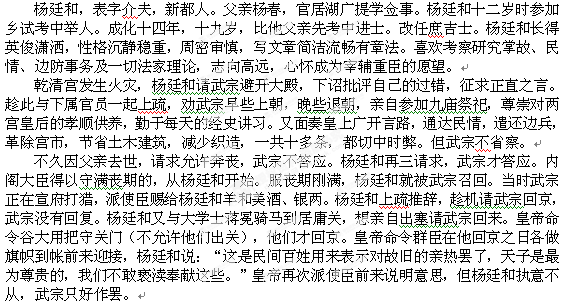 杨廷和，表字介夫，新都人。父亲杨春，官居湖广提学佥事。杨廷和十二岁时参加
乡试考中举人。成化十四年，十九岁，比他父亲先考中进士。改任庶吉士。杨廷和长得
英俊潇洒，性格沉静稳重，周密审慎，写文章简洁流畅有章法。喜欢考察研究掌故、民
情、边防事务及一切法家理论，志向高远，心怀成为宰辅重臣的愿望。
乾清宫发生火灾，杨廷和请武宗避开大殿，下诏批评自己的过错，征求正直之言。
趁此与下属官员一起上疏，劝武宗早些上朝，晚些退朝，亲自参加九庙祭祀，尊崇对两
宫皇后的孝顺供养，勤于每天的经史讲习。又面奏皇上广开言路，通达民情，遣还边兵，
革除宫市，节省土木建筑，减少织造，一共十多条，都切中时弊。但武宗不省察。
不久因父亲去世，请求允许奔丧，武宗不答应。杨廷和再三请求，武宗才答应。内
阁大臣得以守满丧期的，从杨廷和开始。服丧期刚满，杨廷和就被武宗召回。当时武宗
正在宣府打猎，派使臣赐给杨廷和羊和美酒、银两。杨廷和上疏推辞，趁机请武宗回京，
武宗没有回复。杨廷和又与大学士蒋冕骑马到居庸关，想亲自出塞请武宗回来。皇帝命
令谷大用把守关门（不允许他们出关），他们才回京。皇帝命令群臣在他回京之日各做
旗帜到帐前来迎接，杨廷和说：“这是民间百姓用来表示对故旧的亲热罢了，天子是最
为尊贵的，我们不敢亵渎奉献这些。”皇帝再次派使臣前来说明意思，但杨廷和执意不
从，武宗只好作罢。